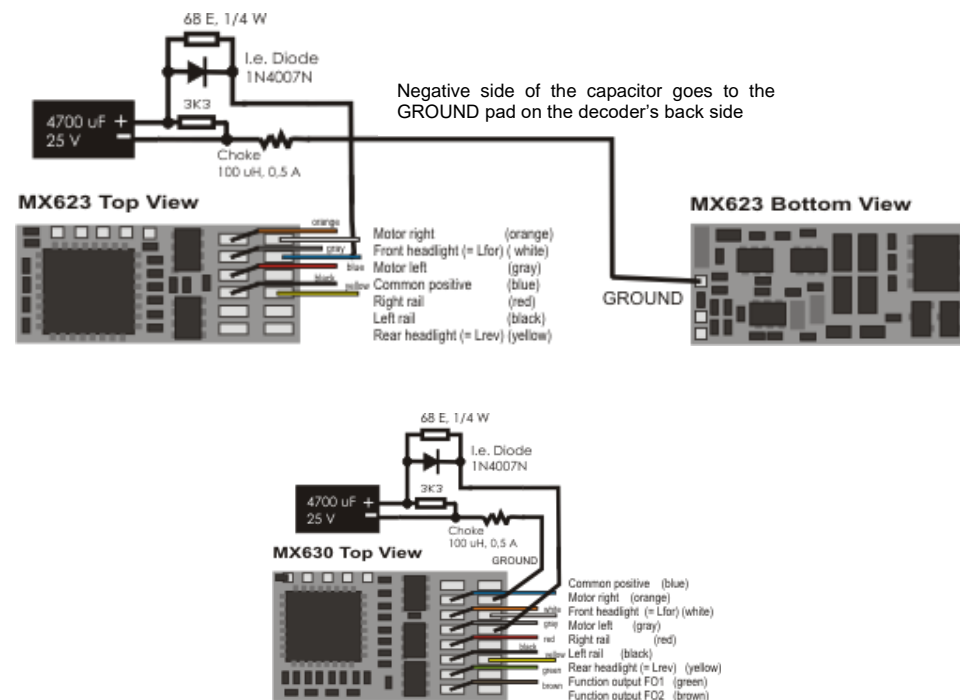 68 E, 1/4 W
I.e. Diode
1N4007N
Negative side of the capacitor goes to the
GROUND pad on the decoder's back side
3K3
4700 uF +
25 V −
Choke
100 uH, 0,5 A
MX623 Top View
MX623 Bottom View
orange
gray
blue
black
yellow
Motor right (orange)
Front headlight (= Lfor) ( white)
Motor left (gray)
Common positive (blue)
Right rail (red)
Left rail (black)
Rear headlight (= Lrev) (yellow)
GROUND
68 E, 1/4 W
I.e. Diode
1N4007N
3K3
4700 uF +
25 V −
Choke
100 uH, 0,5 A
GROUND
MX630 Top View
white
gray
red
black
yellow
green
brown
Common positive (blue)
Motor right (orange)
Front headlight (= Lfor) (white)
Motor left (gray)
Right rail (red)
Left rail (black)
Rear headlight (= Lrev) (yellow)
Function output FO1 (green)
Function output FO2 (brown)